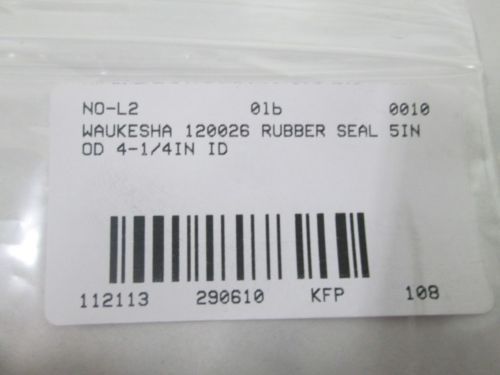 NO-L2 01b 0010
WAUKESHA 120026 RUBBER SEAL 5IN
OD 4-1/4IN ID
112113 290610 KFP 108